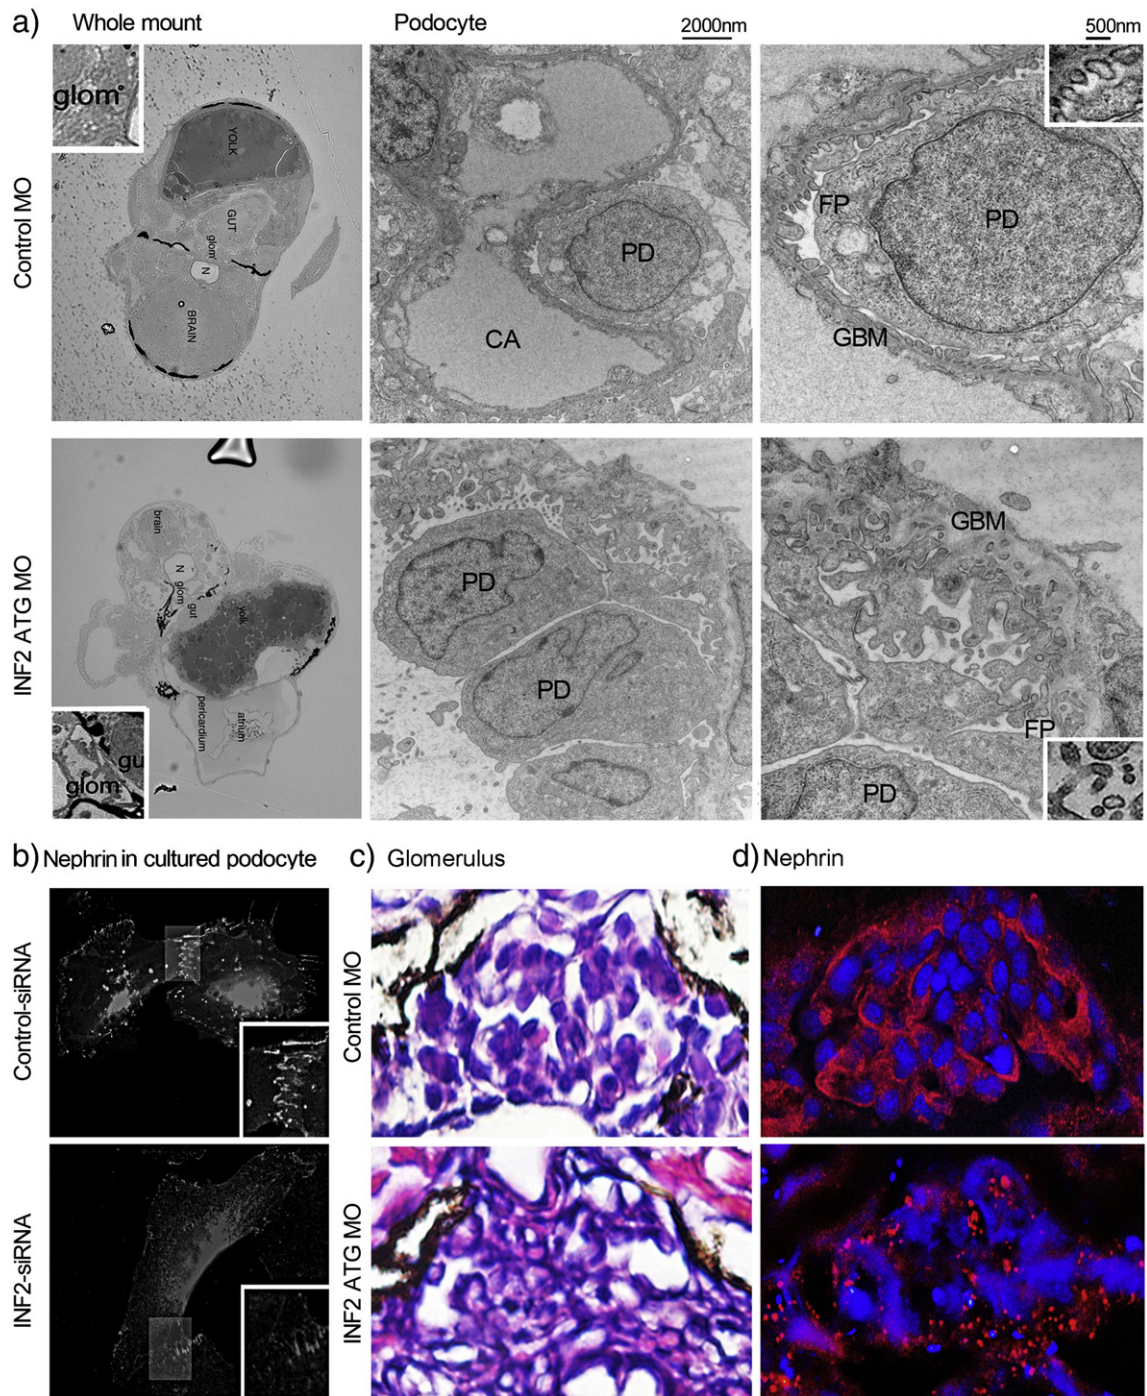 a) Whole mount Podocyte 2000nm 500nm
Control MO
glom
YOLK
GUT
glom
N
BRAIN
PD
CA
FP
PD
GBM
INF2 ATG MO
brain
N
glom
gut
yolk
pericardium
atrium
gu
glom
PD
PD
GBM
FP
PD
b) Nephrin in cultured podocyte c) Glomerulus d) Nephrin
Control-siRNA
Control MO
INF2-siRNA
INF2 ATG MO